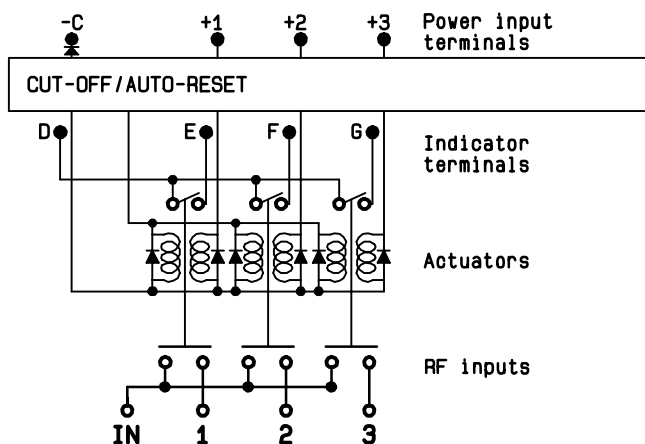 -C +1 +2 +3 Power input
terminals
CUT-OFF/AUTO-RESET
D E F G Indicator
terminals
Actuators
RF inputs
IN 1 2 3